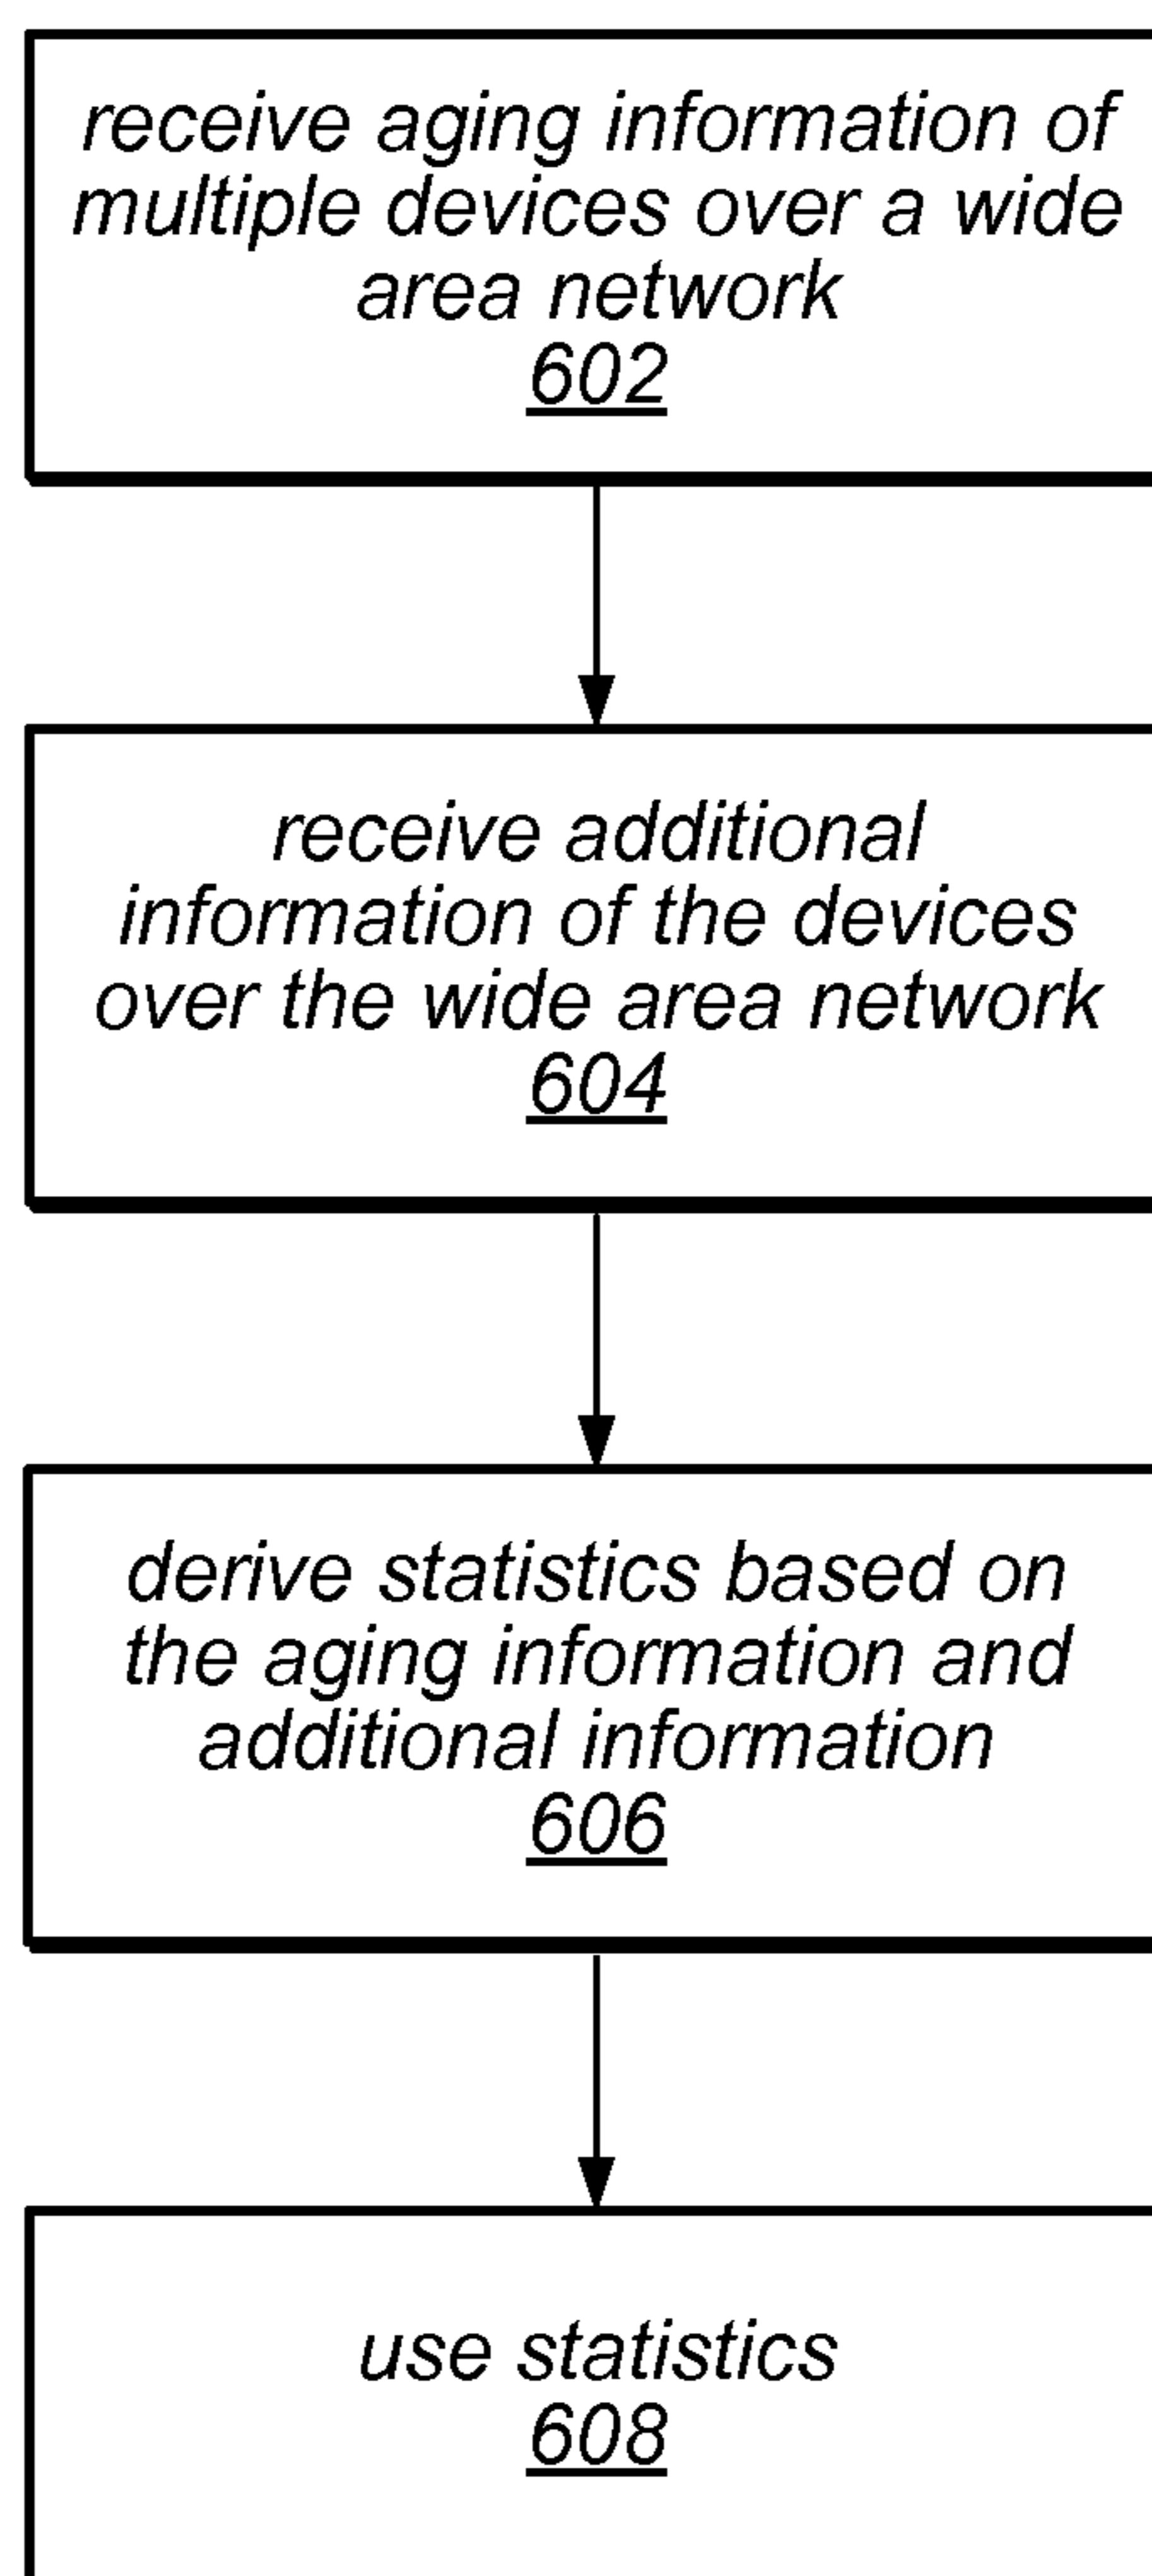 receive aging information of
multiple devices over a wide
area network
602
receive additional
information of the devices
over the wide area network
604
derive statistics based on
the aging information and
additional information
606
use statistics
608